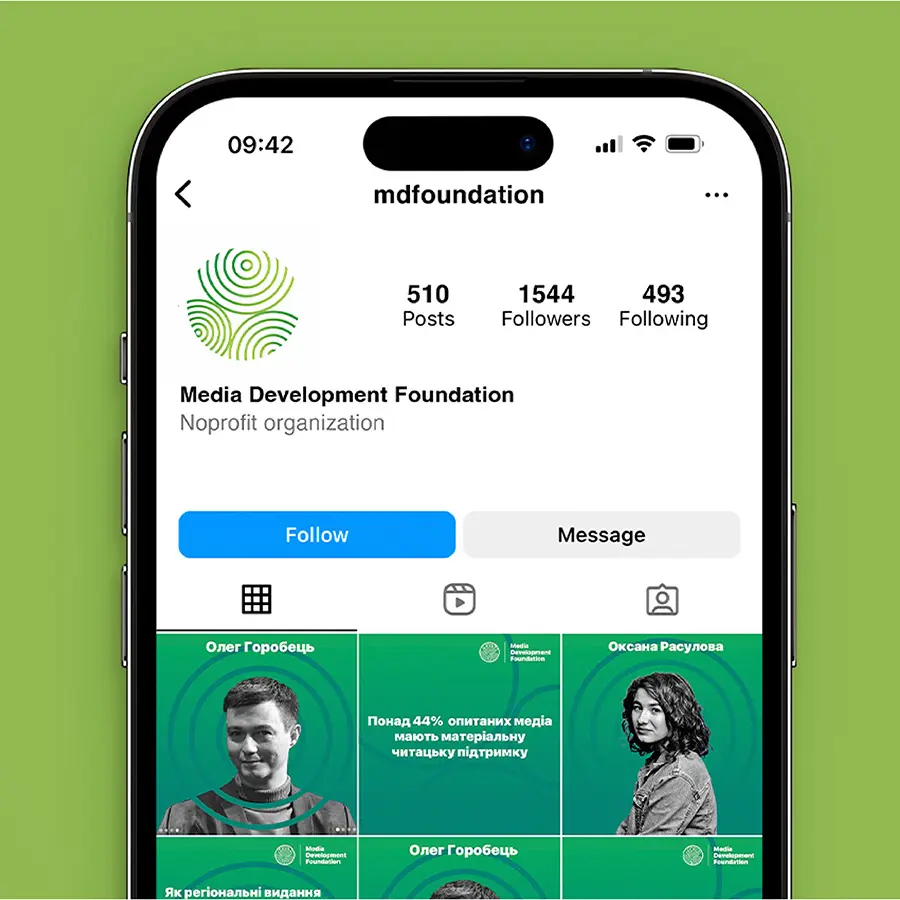 09:42
mdfoundation
510
Posts
1544
Followers
493
Following
Media Development Foundation
Noprofit organization
Follow
Message
Олег Горобець
Media
Development
Foundation
Понад 44% опитаних медіа
мають матеріальну
читацьку підтримку
Оксана Расулова
Media
Development
Foundation
Як регіональні видання
Олег Горобець
Media
Development
Foundation